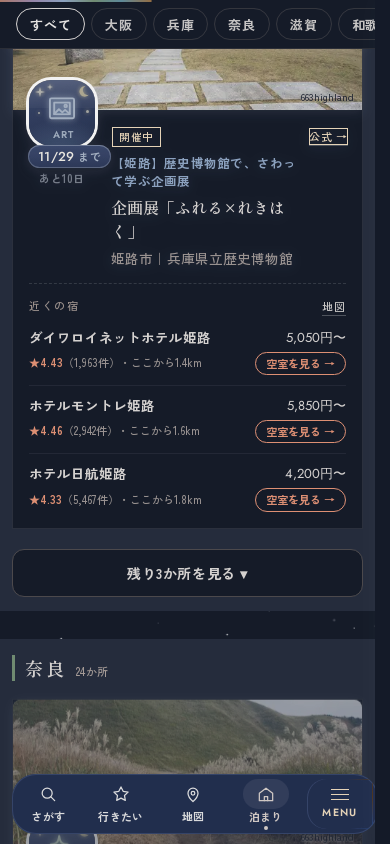 すべて 大阪 兵庫 奈良 滋賀 和歌
663highland
ART
11/29 まで
あと10日
開催中
公式 →
【姫路】歴史博物館で、さわっ
て学ぶ企画展
企画展「ふれる×れきは
く」
姫路市｜兵庫県立歴史博物館
近くの宿 地図
ダイワロイネットホテル姫路 5,050円〜
★4.43（1,963件）・ここから1.4km 空室を見る →
ホテルモントレ姫路 5,850円〜
★4.46（2,942件）・ここから1.6km 空室を見る →
ホテル日航姫路 4,200円〜
★4.33（5,467件）・ここから1.8km 空室を見る →
残り3か所を見る ▾
奈良 24か所
さがす 行きたい 地図 泊まり MENU